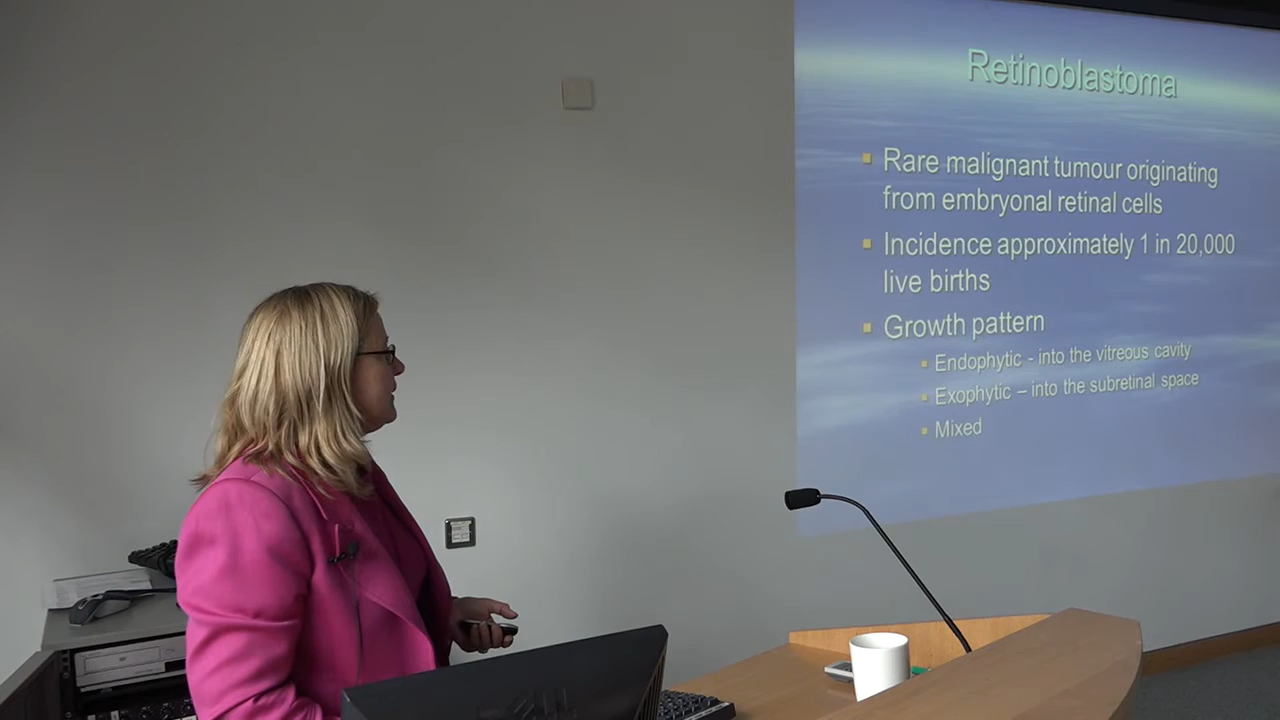 Retinoblastoma
Rare malignant tumour originating
from embryonal retinal cells
Incidence approximately 1 in 20,000
live births
Growth pattern
Endophytic - into the vitreous cavity
Exophytic – into the subretinal space
Mixed